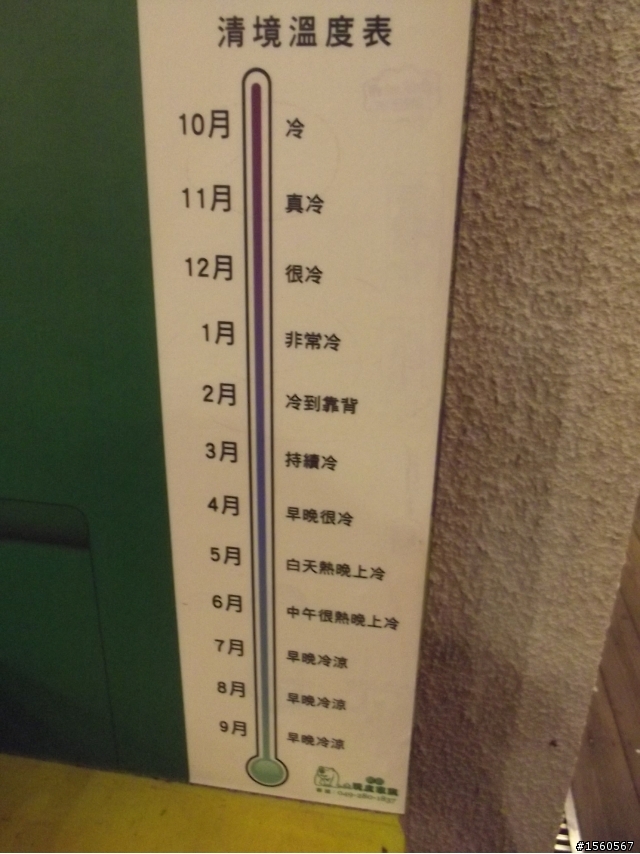 清境溫度表
10月 冷
11月 真冷
12月 很冷
1月 非常冷
2月 冷到靠背
3月 持續冷
4月 早晚很冷
5月 白天熱晚上冷
6月 中午很熱晚上冷
7月 早晚冷涼
8月 早晚冷涼
9月 早晚冷涼
049-280-1837
#1560567